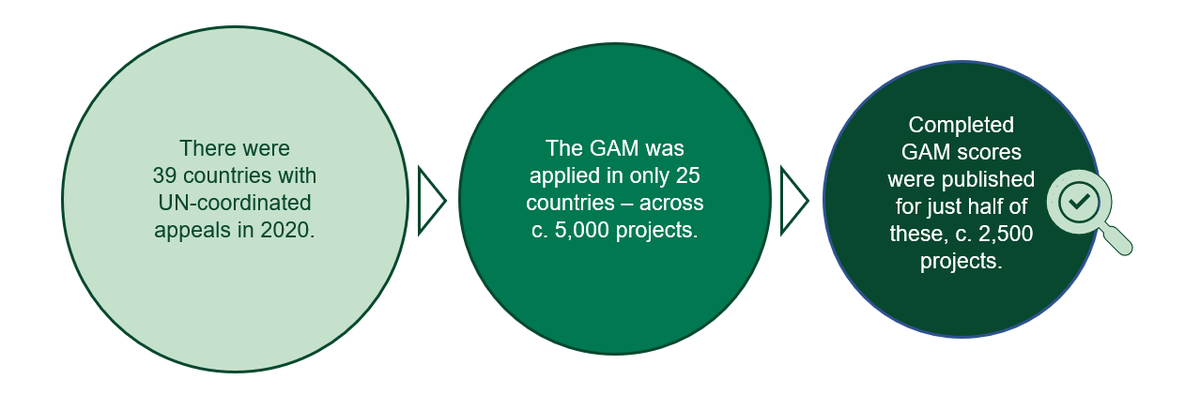 There were
39 countries with
UN-coordinated
appeals in 2020.
The GAM was
applied in only 25
countries – across
c. 5,000 projects.
Completed
GAM scores
were published
for just half of
these, c. 2,500
projects.